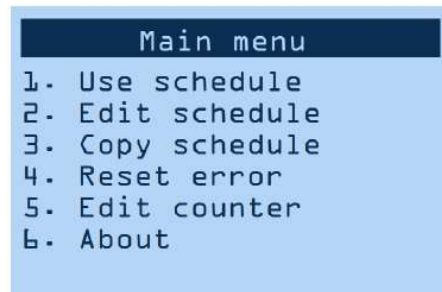 Main menu
1. Use schedule
2. Edit schedule
3. Copy schedule
4. Reset error
5. Edit counter
6. About